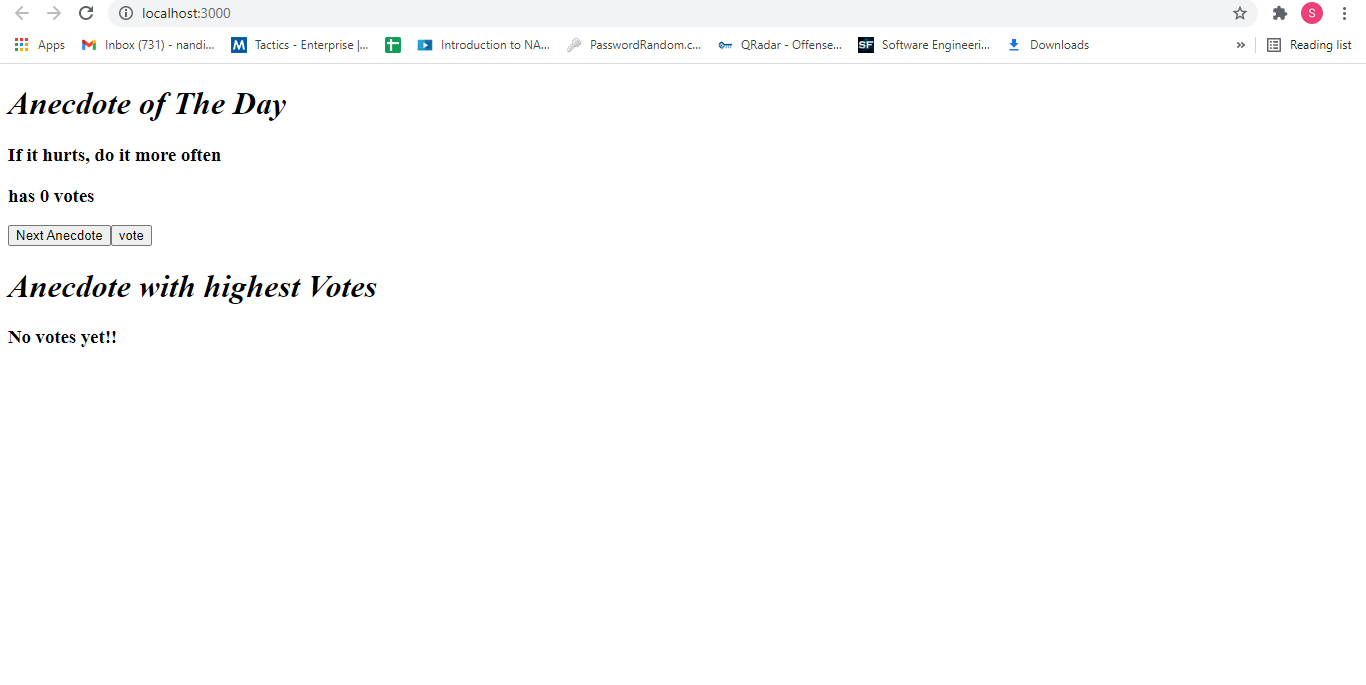 localhost:3000
S
Apps Inbox (731) - nandi... M Tactics - Enterprise |... Introduction to NA... PasswordRandom.c... QRadar - Offense... SF Software Engineeri... Downloads » Reading list
Anecdote of The Day
If it hurts, do it more often
has 0 votes
Next Anecdote vote
Anecdote with highest Votes
No votes yet!!